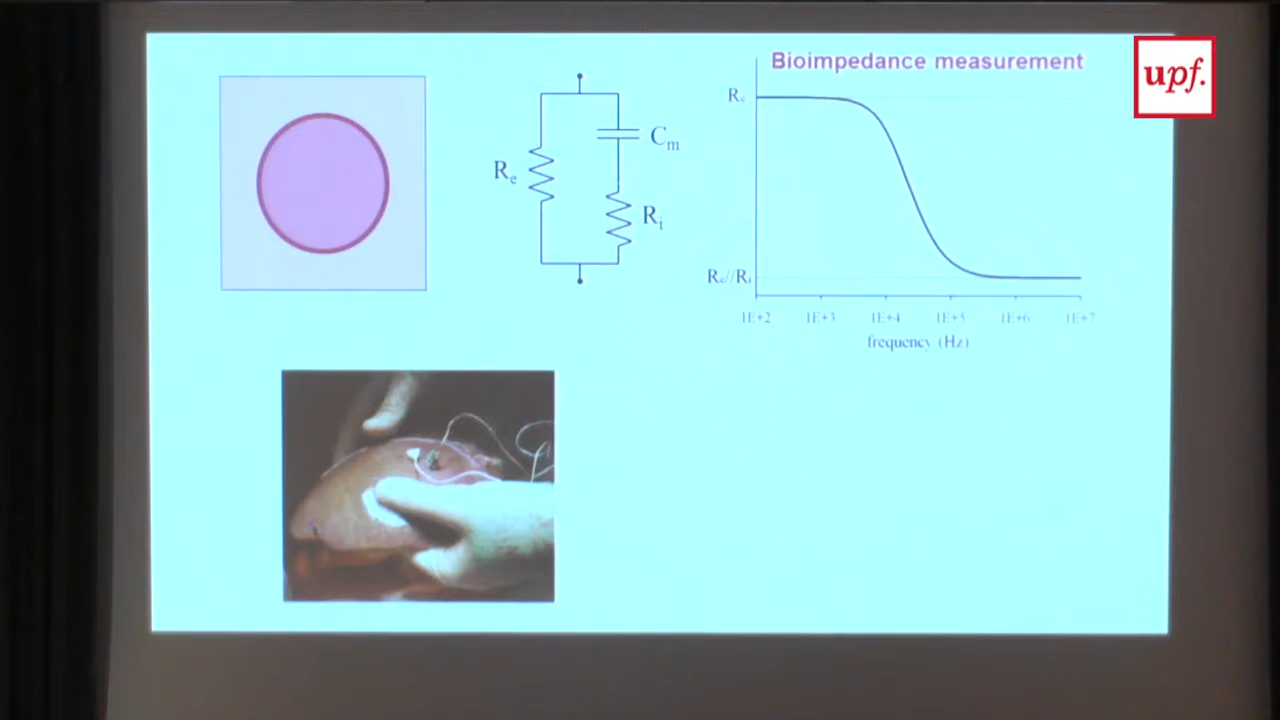 Bioimpedance measurement
upf.
Re
Cm
Re
Ri
Re//Ri
1E+2 1E+3 1E+4 1E+5 1E+6 1E+7
frequency (Hz)